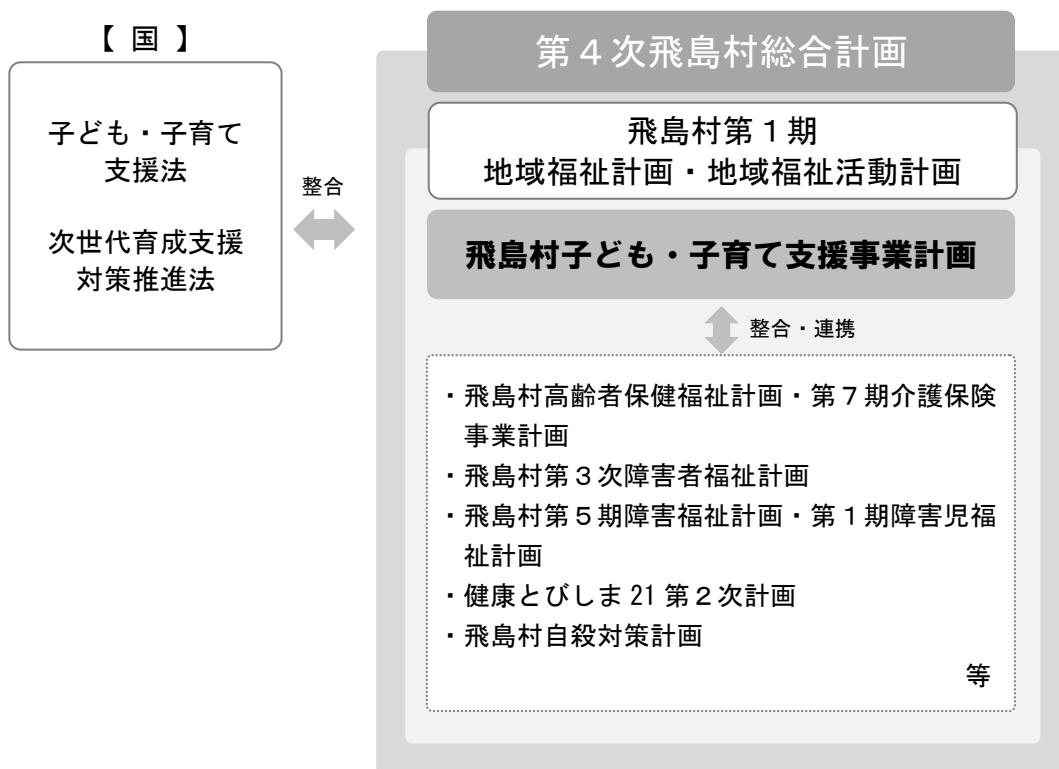 【 国 】
子ども・子育て
支援法
次世代育成支援
対策推進法
整合
第４次飛島村総合計画
飛島村第１期
地域福祉計画・地域福祉活動計画
飛島村子ども・子育て支援事業計画
整合・連携
・飛島村高齢者保健福祉計画・第７期介護保険
事業計画
・飛島村第３次障害者福祉計画
・飛島村第５期障害福祉計画・第１期障害児福
祉計画
・健康とびしま 21 第２次計画
・飛島村自殺対策計画
等